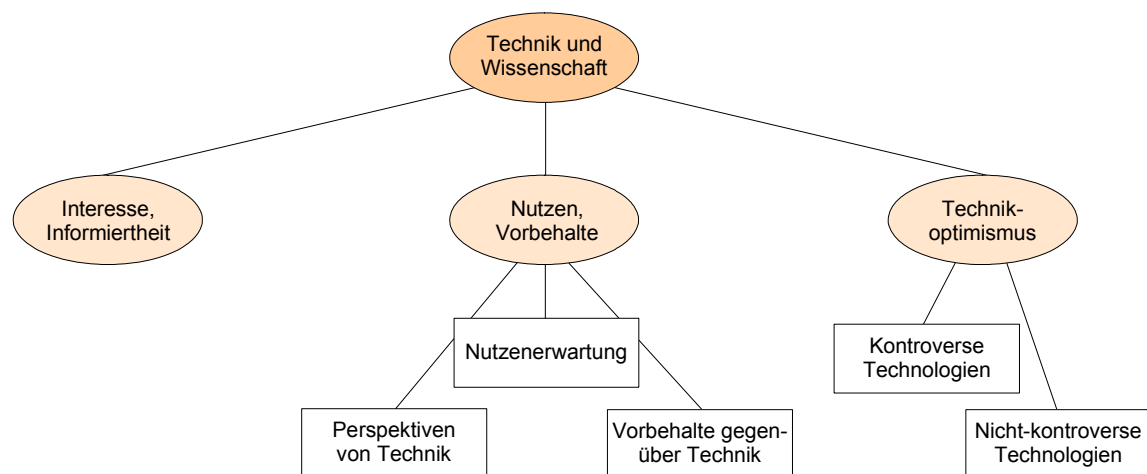 Technik und
Wissenschaft
Interesse,
Informiertheit
Nutzen,
Vorbehalte
Technik-
optimismus
Nutzenerwartung
Kontroverse
Technologien
Perspektiven
von Technik
Vorbehalte gegen-
über Technik
Nicht-kontroverse
Technologien